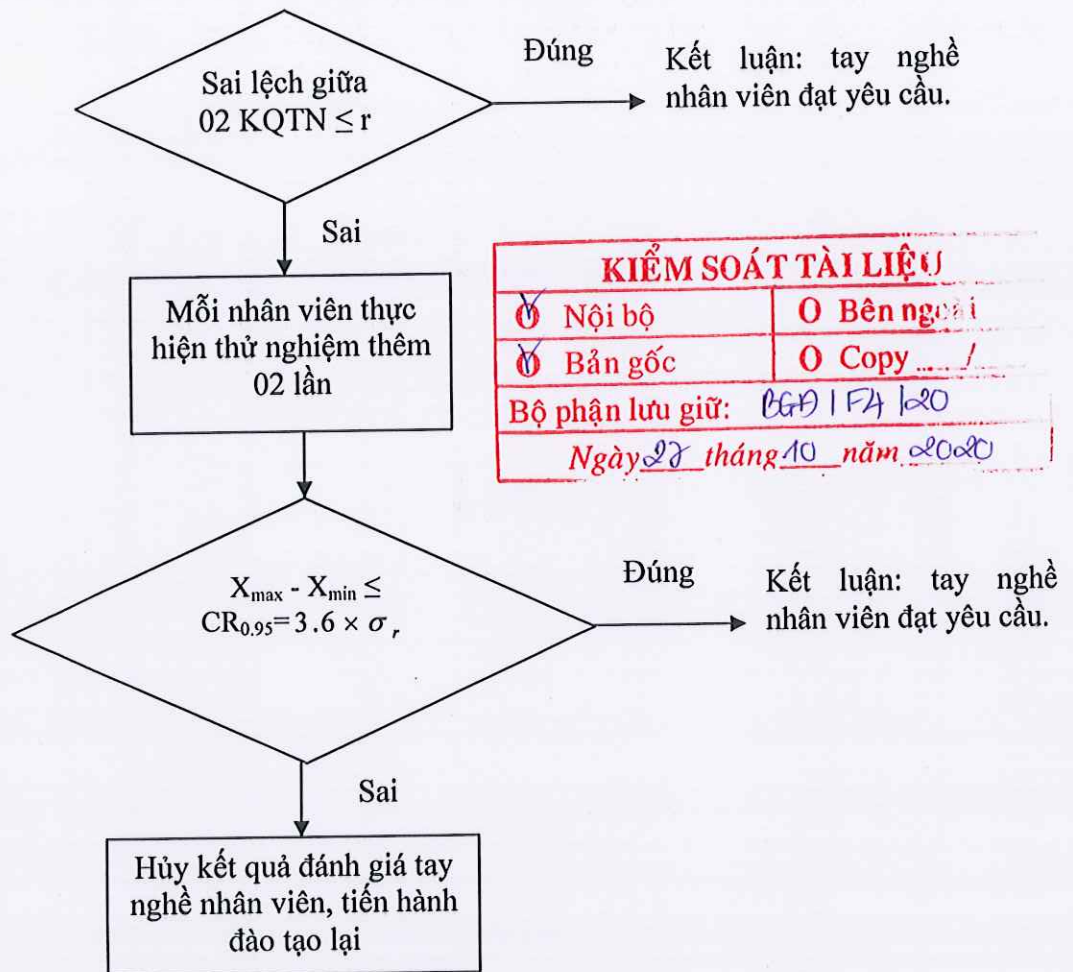 Sai lệch giữa
02 KQTN ≤ r
Đúng
Kết luận: tay nghề
nhân viên đạt yêu cầu.
Sai
Mỗi nhân viên thực
hiện thử nghiệm thêm
02 lần
KIỂM SOÁT TÀI LIỆU
O Nội bộ
O Bên ngoài
O Bản gốc
O Copy ..... /
Bộ phận lưu giữ: BGĐ | F4 | 20
Ngày 27 tháng 10 năm 2020
Xmax - Xmin ≤
CR0.95=3.6 × σr
Đúng
Kết luận: tay nghề
nhân viên đạt yêu cầu.
Sai
Hủy kết quả đánh giá tay
nghề nhân viên, tiến hành
đào tạo lại